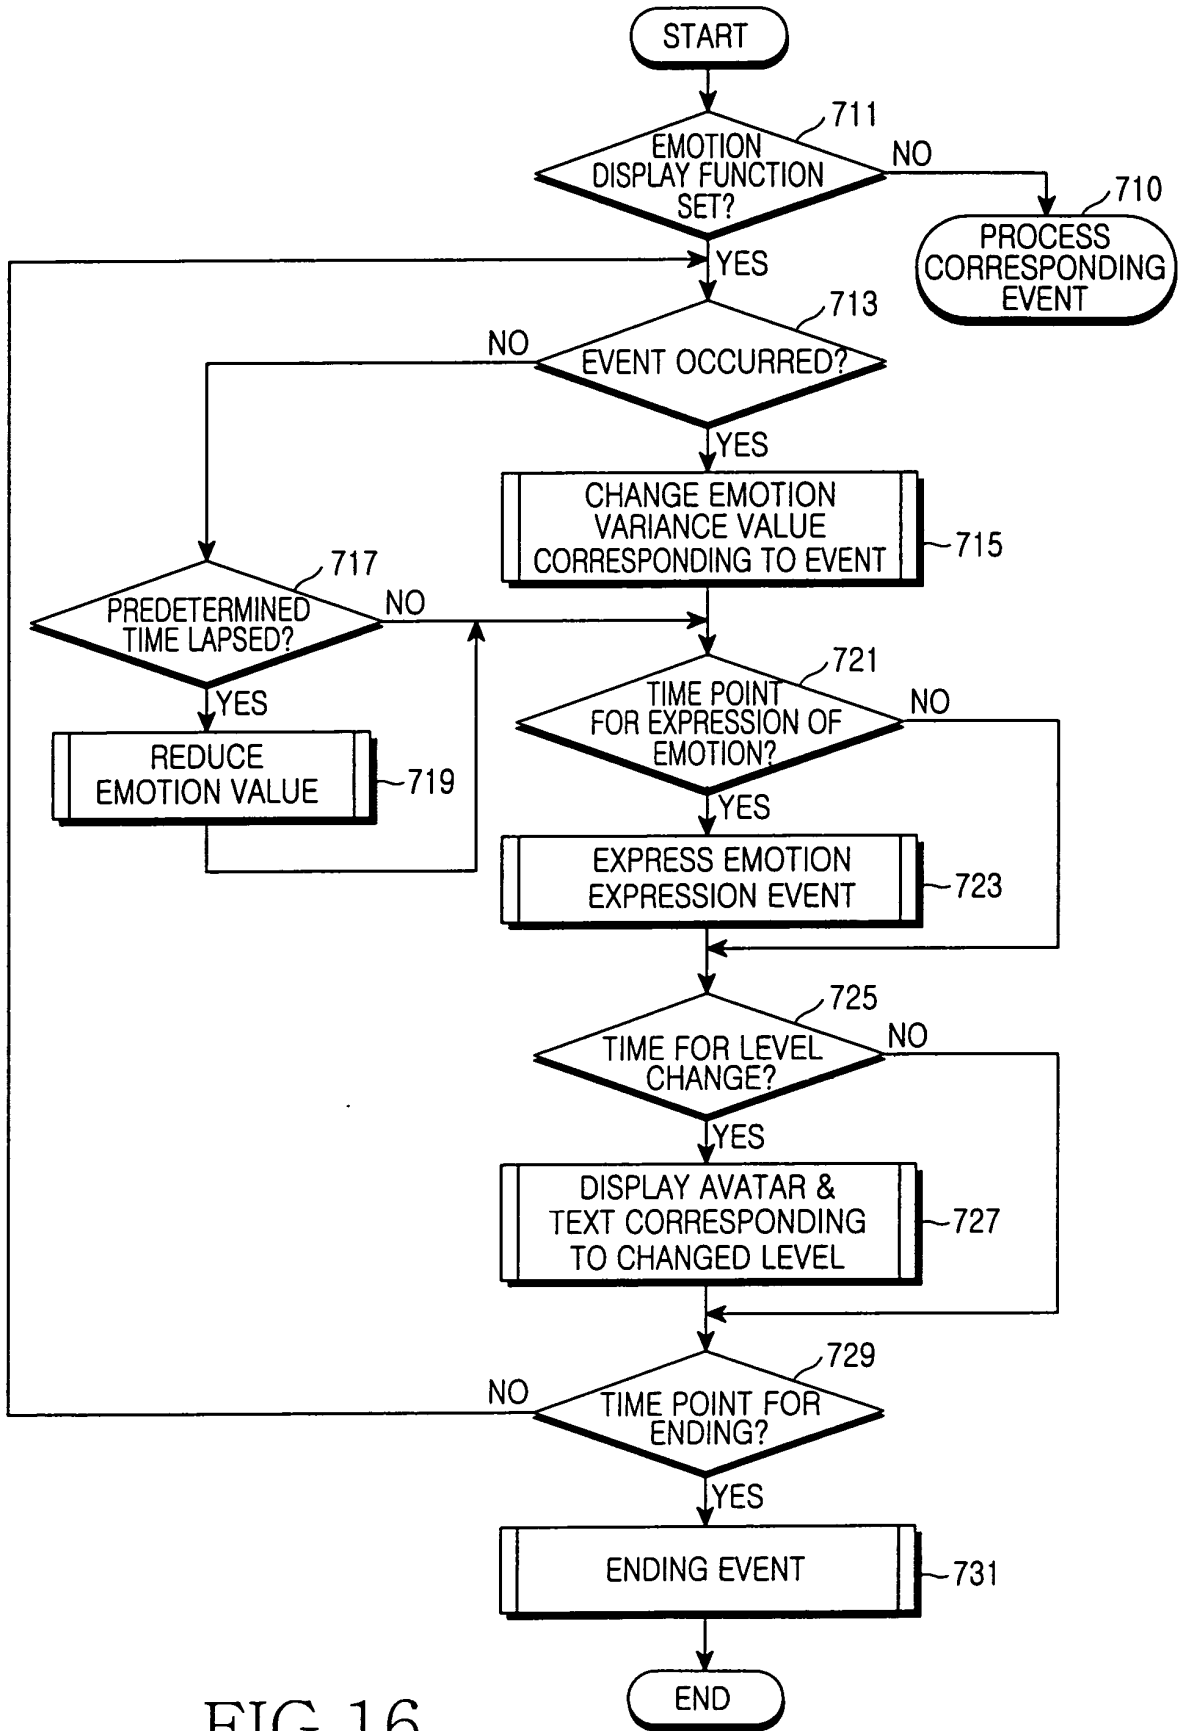 START
711
EMOTION
DISPLAY FUNCTION
SET?
NO
710
PROCESS
CORRESPONDING
EVENT
YES
713
NO
EVENT OCCURRED?
YES
CHANGE EMOTION
VARIANCE VALUE
CORRESPONDING TO EVENT
715
717
PREDETERMINED
TIME LAPSED?
NO
YES
REDUCE
EMOTION VALUE
719
721
TIME POINT
FOR EXPRESSION OF
EMOTION?
NO
YES
EXPRESS EMOTION
EXPRESSION EVENT
723
725
TIME FOR LEVEL
CHANGE?
NO
YES
DISPLAY AVATAR &
TEXT CORRESPONDING
TO CHANGED LEVEL
727
729
NO
TIME POINT FOR
ENDING?
YES
ENDING EVENT
731
END
FIG.16